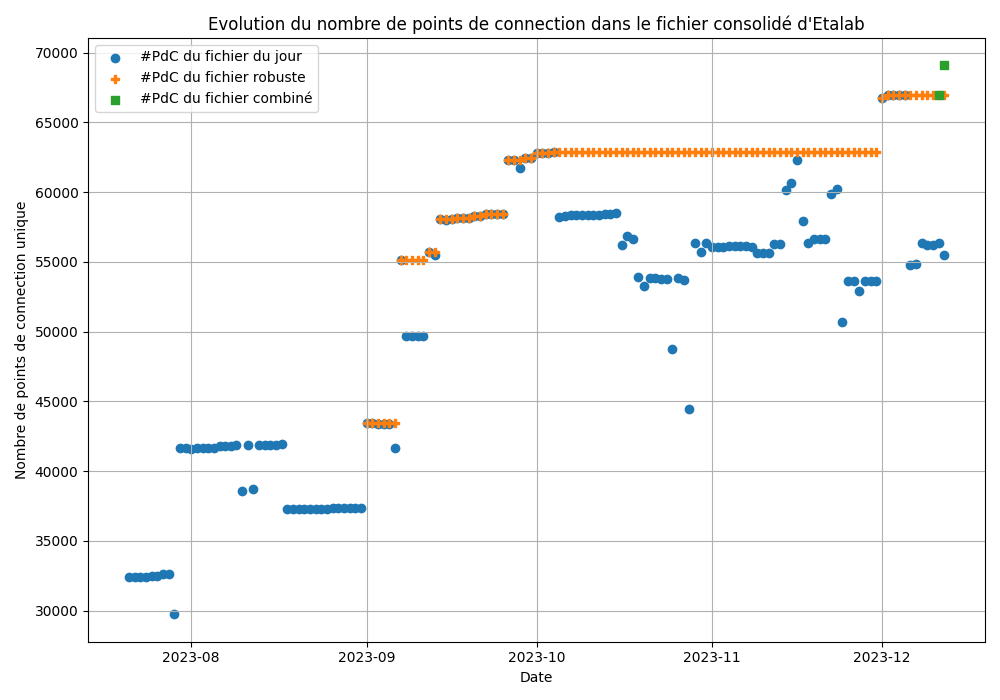 Evolution du nombre de points de connection dans le fichier consolidé d'Etalab
#PdC du fichier du jour
#PdC du fichier robuste
#PdC du fichier combiné
Nombre de points de connection unique
70000
65000
60000
55000
50000
45000
40000
35000
30000
2023-08
2023-09
2023-10
2023-11
2023-12
Date